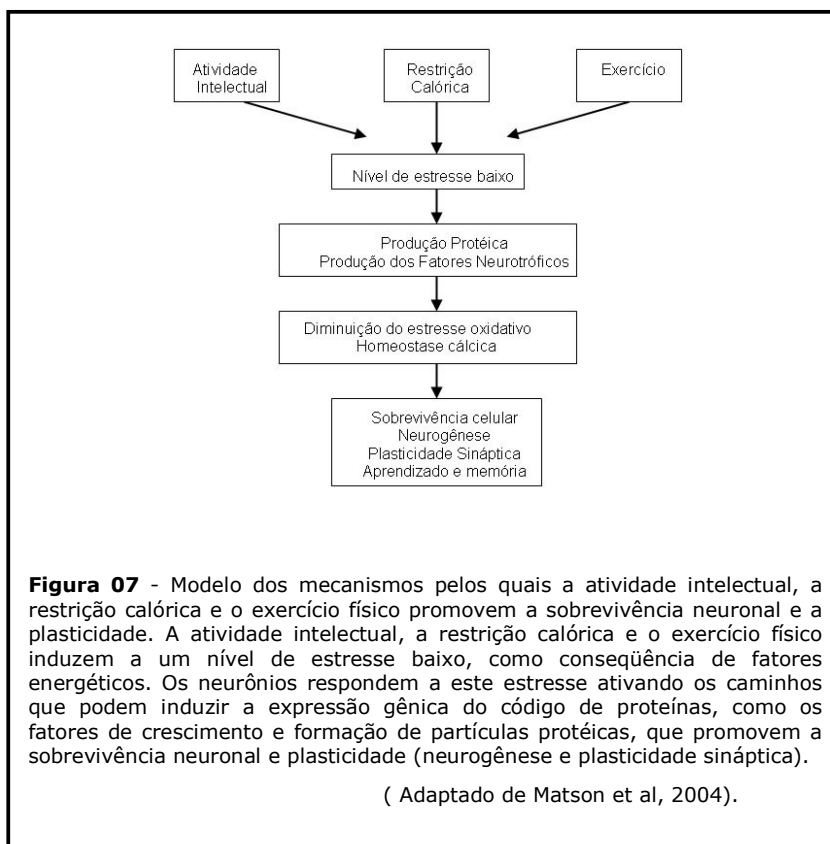 Atividade
Intelectual
Restrição
Calórica
Exercício
Nível de estresse baixo
Produção Protéica
Produção dos Fatores Neurotróficos
Diminuição do estresse oxidativo
Homeostase cálcica
Sobrevivência celular
Neurogênese
Plasticidade Sináptica
Aprendizado e memória
Figura 07 - Modelo dos mecanismos pelos quais a atividade intelectual, a
restrição calórica e o exercício físico promovem a sobrevivência neuronal e a
plasticidade. A atividade intelectual, a restrição calórica e o exercício físico
induzem a um nível de estresse baixo, como conseqüência de fatores
energéticos. Os neurônios respondem a este estresse ativando os caminhos
que podem induzir a expressão gênica do código de proteínas, como os
fatores de crescimento e formação de partículas protéicas, que promovem a
sobrevivência neuronal e plasticidade (neurogênese e plasticidade sináptica).
( Adaptado de Matson et al, 2004).